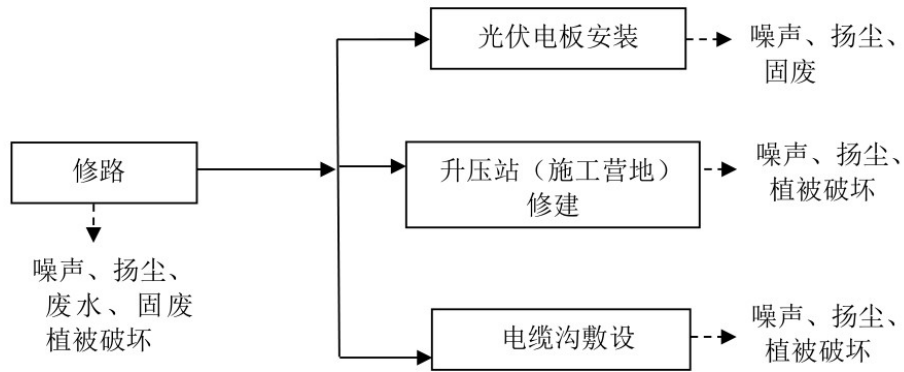 光伏电板安装
噪声、扬尘、
固废
修路
升压站（施工营地）
修建
噪声、扬尘、
植被破坏
噪声、扬尘、
废水、固废
植被破坏
电缆沟敷设
噪声、扬尘、
植被破坏